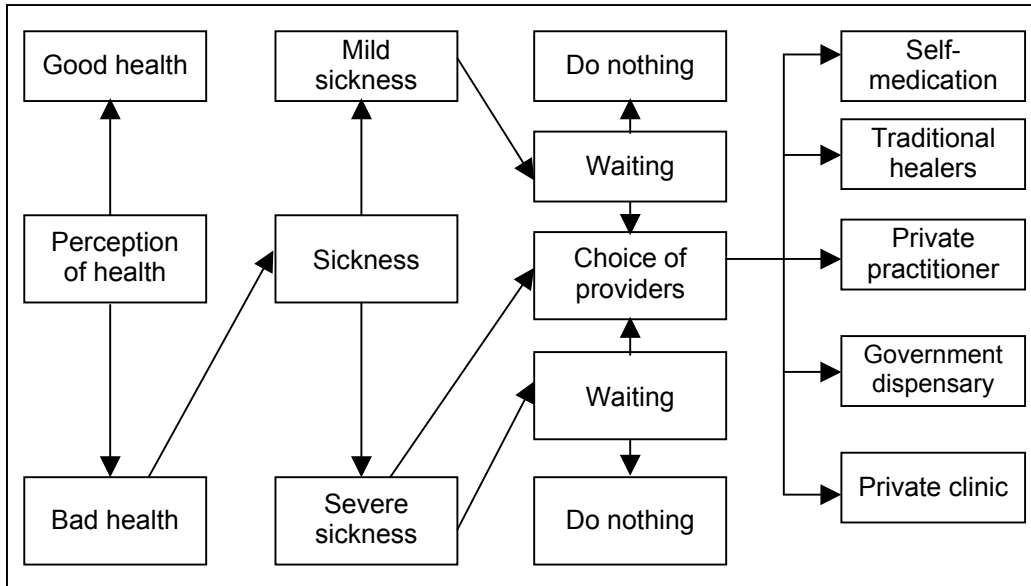 Good health
Perception
of health
Bad health
Mild
sickness
Sickness
Severe
sickness
Do nothing
Waiting
Choice of
providers
Waiting
Do nothing
Self-
medication
Traditional
healers
Private
practitioner
Government
dispensary
Private clinic